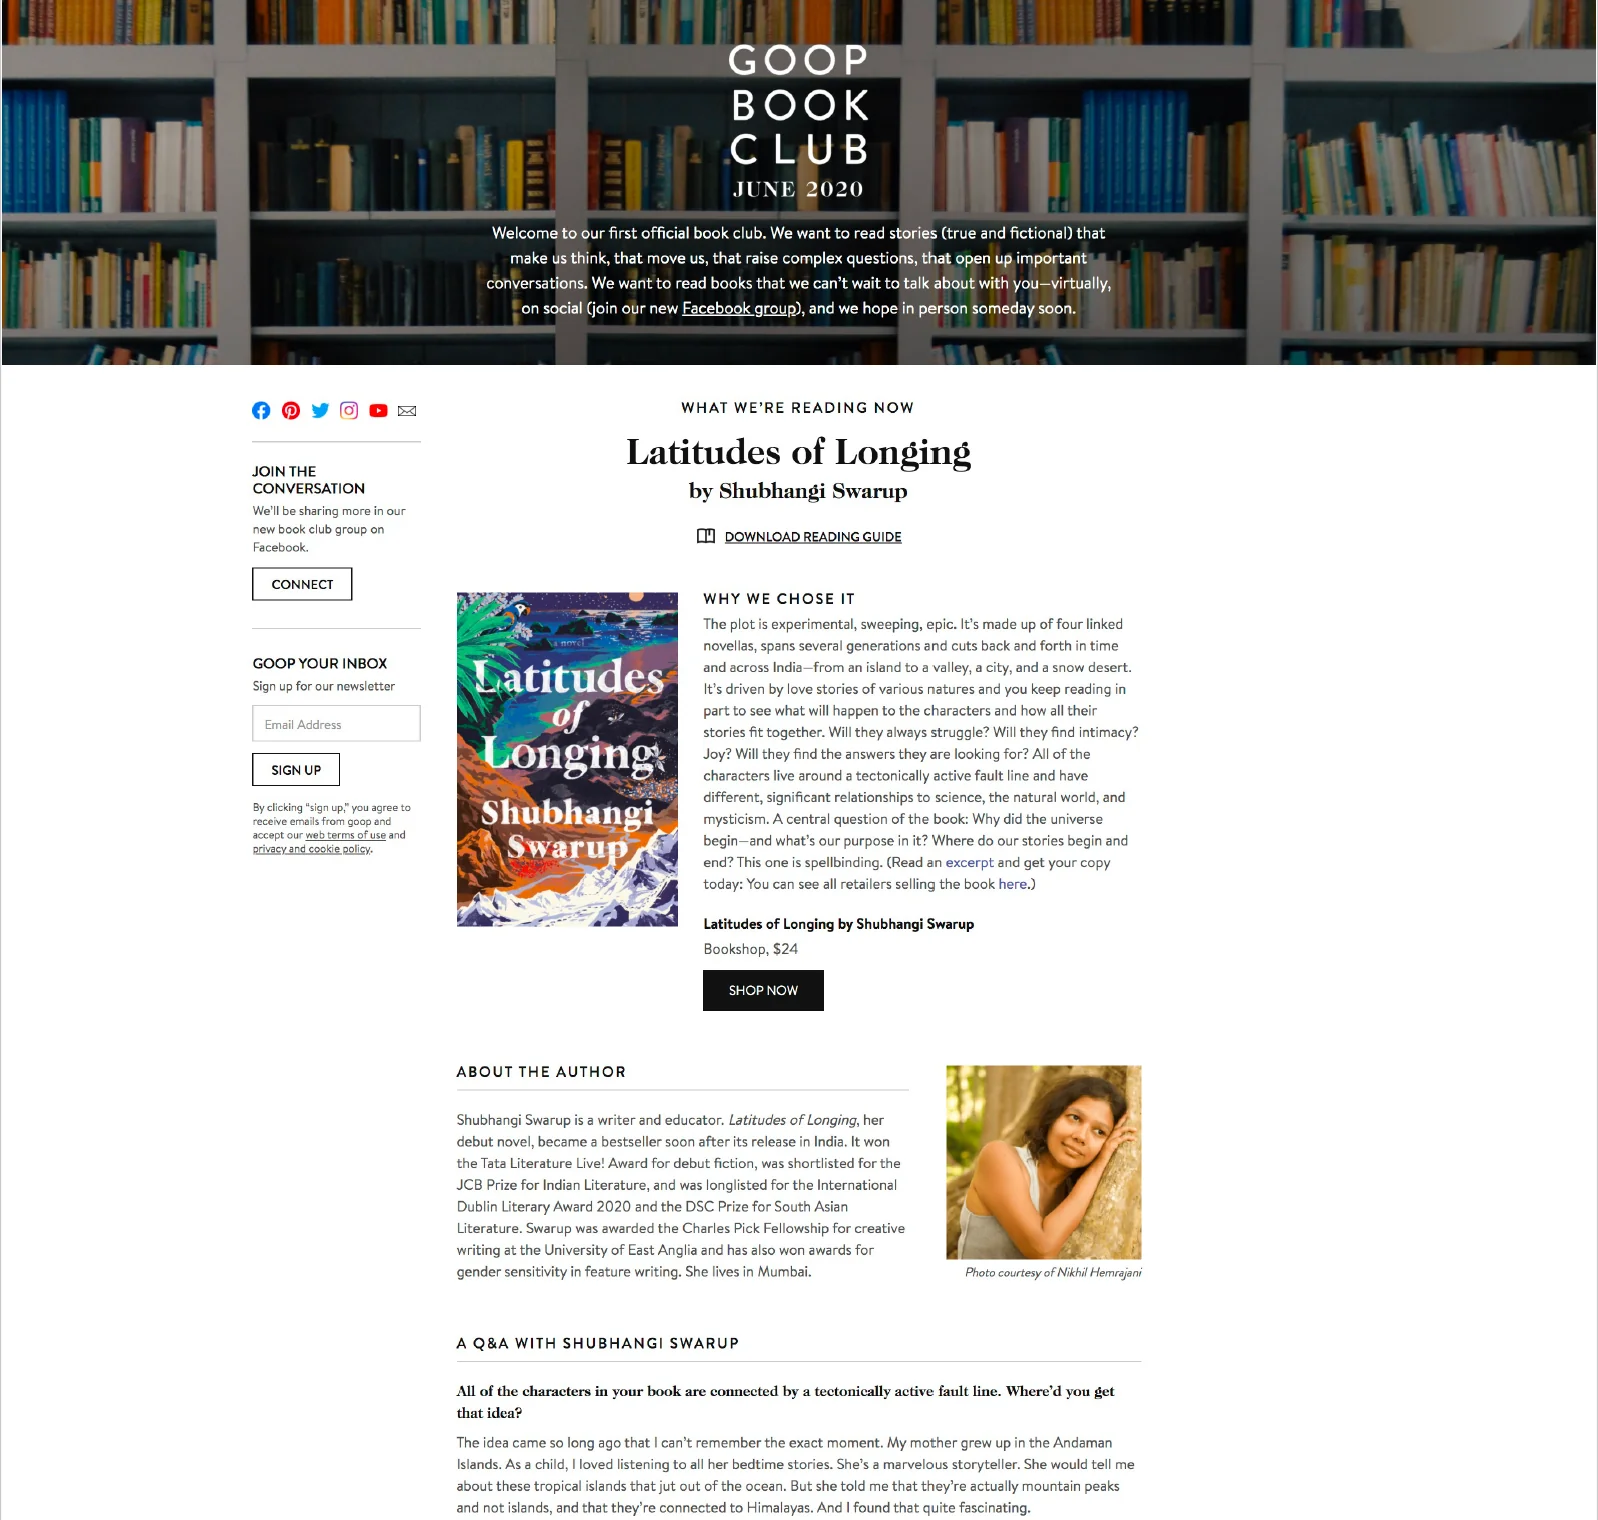 GOOP
BOOK
CLUB
JUNE 2020
Welcome to our first official book club. We want to read stories (true and fictional) that
make us think, that move us, that raise complex questions, that open up important
conversations. We want to read books that we can't wait to talk about with you—virtually,
on social (join our new Facebook group), and we hope in person someday soon.
JOIN THE
CONVERSATION
We'll be sharing more in our
new book club group on
Facebook.
CONNECT
GOOP YOUR INBOX
Sign up for our newsletter
Email Address
SIGN UP
By clicking “sign up,” you agree to
receive emails from goop and
accept our web terms of use and
privacy and cookie policy.
WHAT WE'RE READING NOW
Latitudes of Longing
by Shubhangi Swarup
DOWNLOAD READING GUIDE
a novel
Latitudes
of
Longing
Shubhangi
Swarup
WHY WE CHOSE IT
The plot is experimental, sweeping, epic. It's made up of four linked
novellas, spans several generations and cuts back and forth in time
and across India—from an island to a valley, a city, and a snow desert.
It's driven by love stories of various natures and you keep reading in
part to see what will happen to the characters and how all their
stories fit together. Will they always struggle? Will they find intimacy?
Joy? Will they find the answers they are looking for? All of the
characters live around a tectonically active fault line and have
different, significant relationships to science, the natural world, and
mysticism. A central question of the book: Why did the universe
begin—and what's our purpose in it? Where do our stories begin and
end? This one is spellbinding. (Read an excerpt and get your copy
today: You can see all retailers selling the book here.)
Latitudes of Longing by Shubhangi Swarup
Bookshop, $24
SHOP NOW
ABOUT THE AUTHOR
Shubhangi Swarup is a writer and educator. Latitudes of Longing, her
debut novel, became a bestseller soon after its release in India. It won
the Tata Literature Live! Award for debut fiction, was shortlisted for the
JCB Prize for Indian Literature, and was longlisted for the International
Dublin Literary Award 2020 and the DSC Prize for South Asian
Literature. Swarup was awarded the Charles Pick Fellowship for creative
writing at the University of East Anglia and has also won awards for
gender sensitivity in feature writing. She lives in Mumbai.
Photo courtesy of Nikhil Hemrajani
A Q&A WITH SHUBHANGI SWARUP
All of the characters in your book are connected by a tectonically active fault line. Where'd you get
that idea?
The idea came so long ago that I can't remember the exact moment. My mother grew up in the Andaman
Islands. As a child, I loved listening to all her bedtime stories. She's a marvelous storyteller. She would tell me
about these tropical islands that jut out of the ocean. But she told me that they're actually mountain peaks
and not islands, and that they're connected to Himalayas. And I found that quite fascinating.